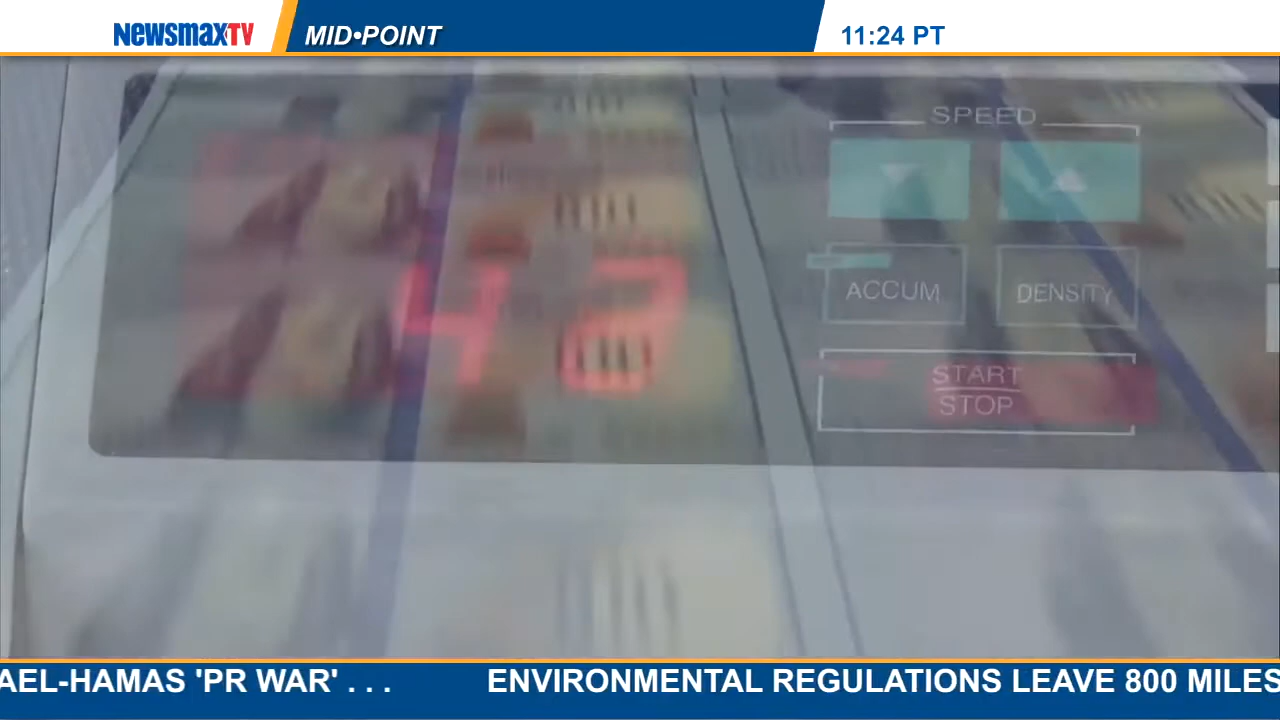 NEWSMAXTV
MID•POINT
11:24 PT
SPEED
42
ACCUM
DENSITY
START
STOP
AEL-HAMAS 'PR WAR' . . .
ENVIRONMENTAL REGULATIONS LEAVE 800 MILES